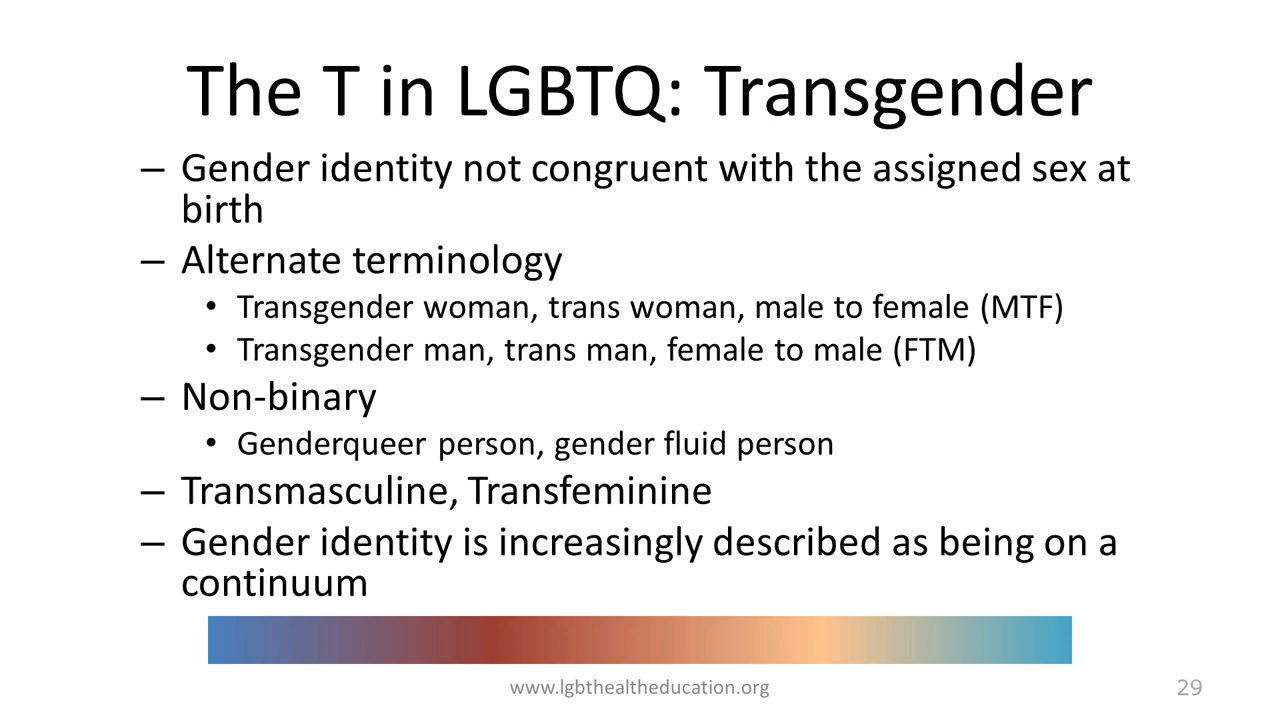 The T in LGBTQ: Transgender
– Gender identity not congruent with the assigned sex at
birth
– Alternate terminology
• Transgender woman, trans woman, male to female (MTF)
• Transgender man, trans man, female to male (FTM)
– Non-binary
• Genderqueer person, gender fluid person
– Transmasculine, Transfeminine
– Gender identity is increasingly described as being on a
continuum
www.lgbthealtheducation.org
29